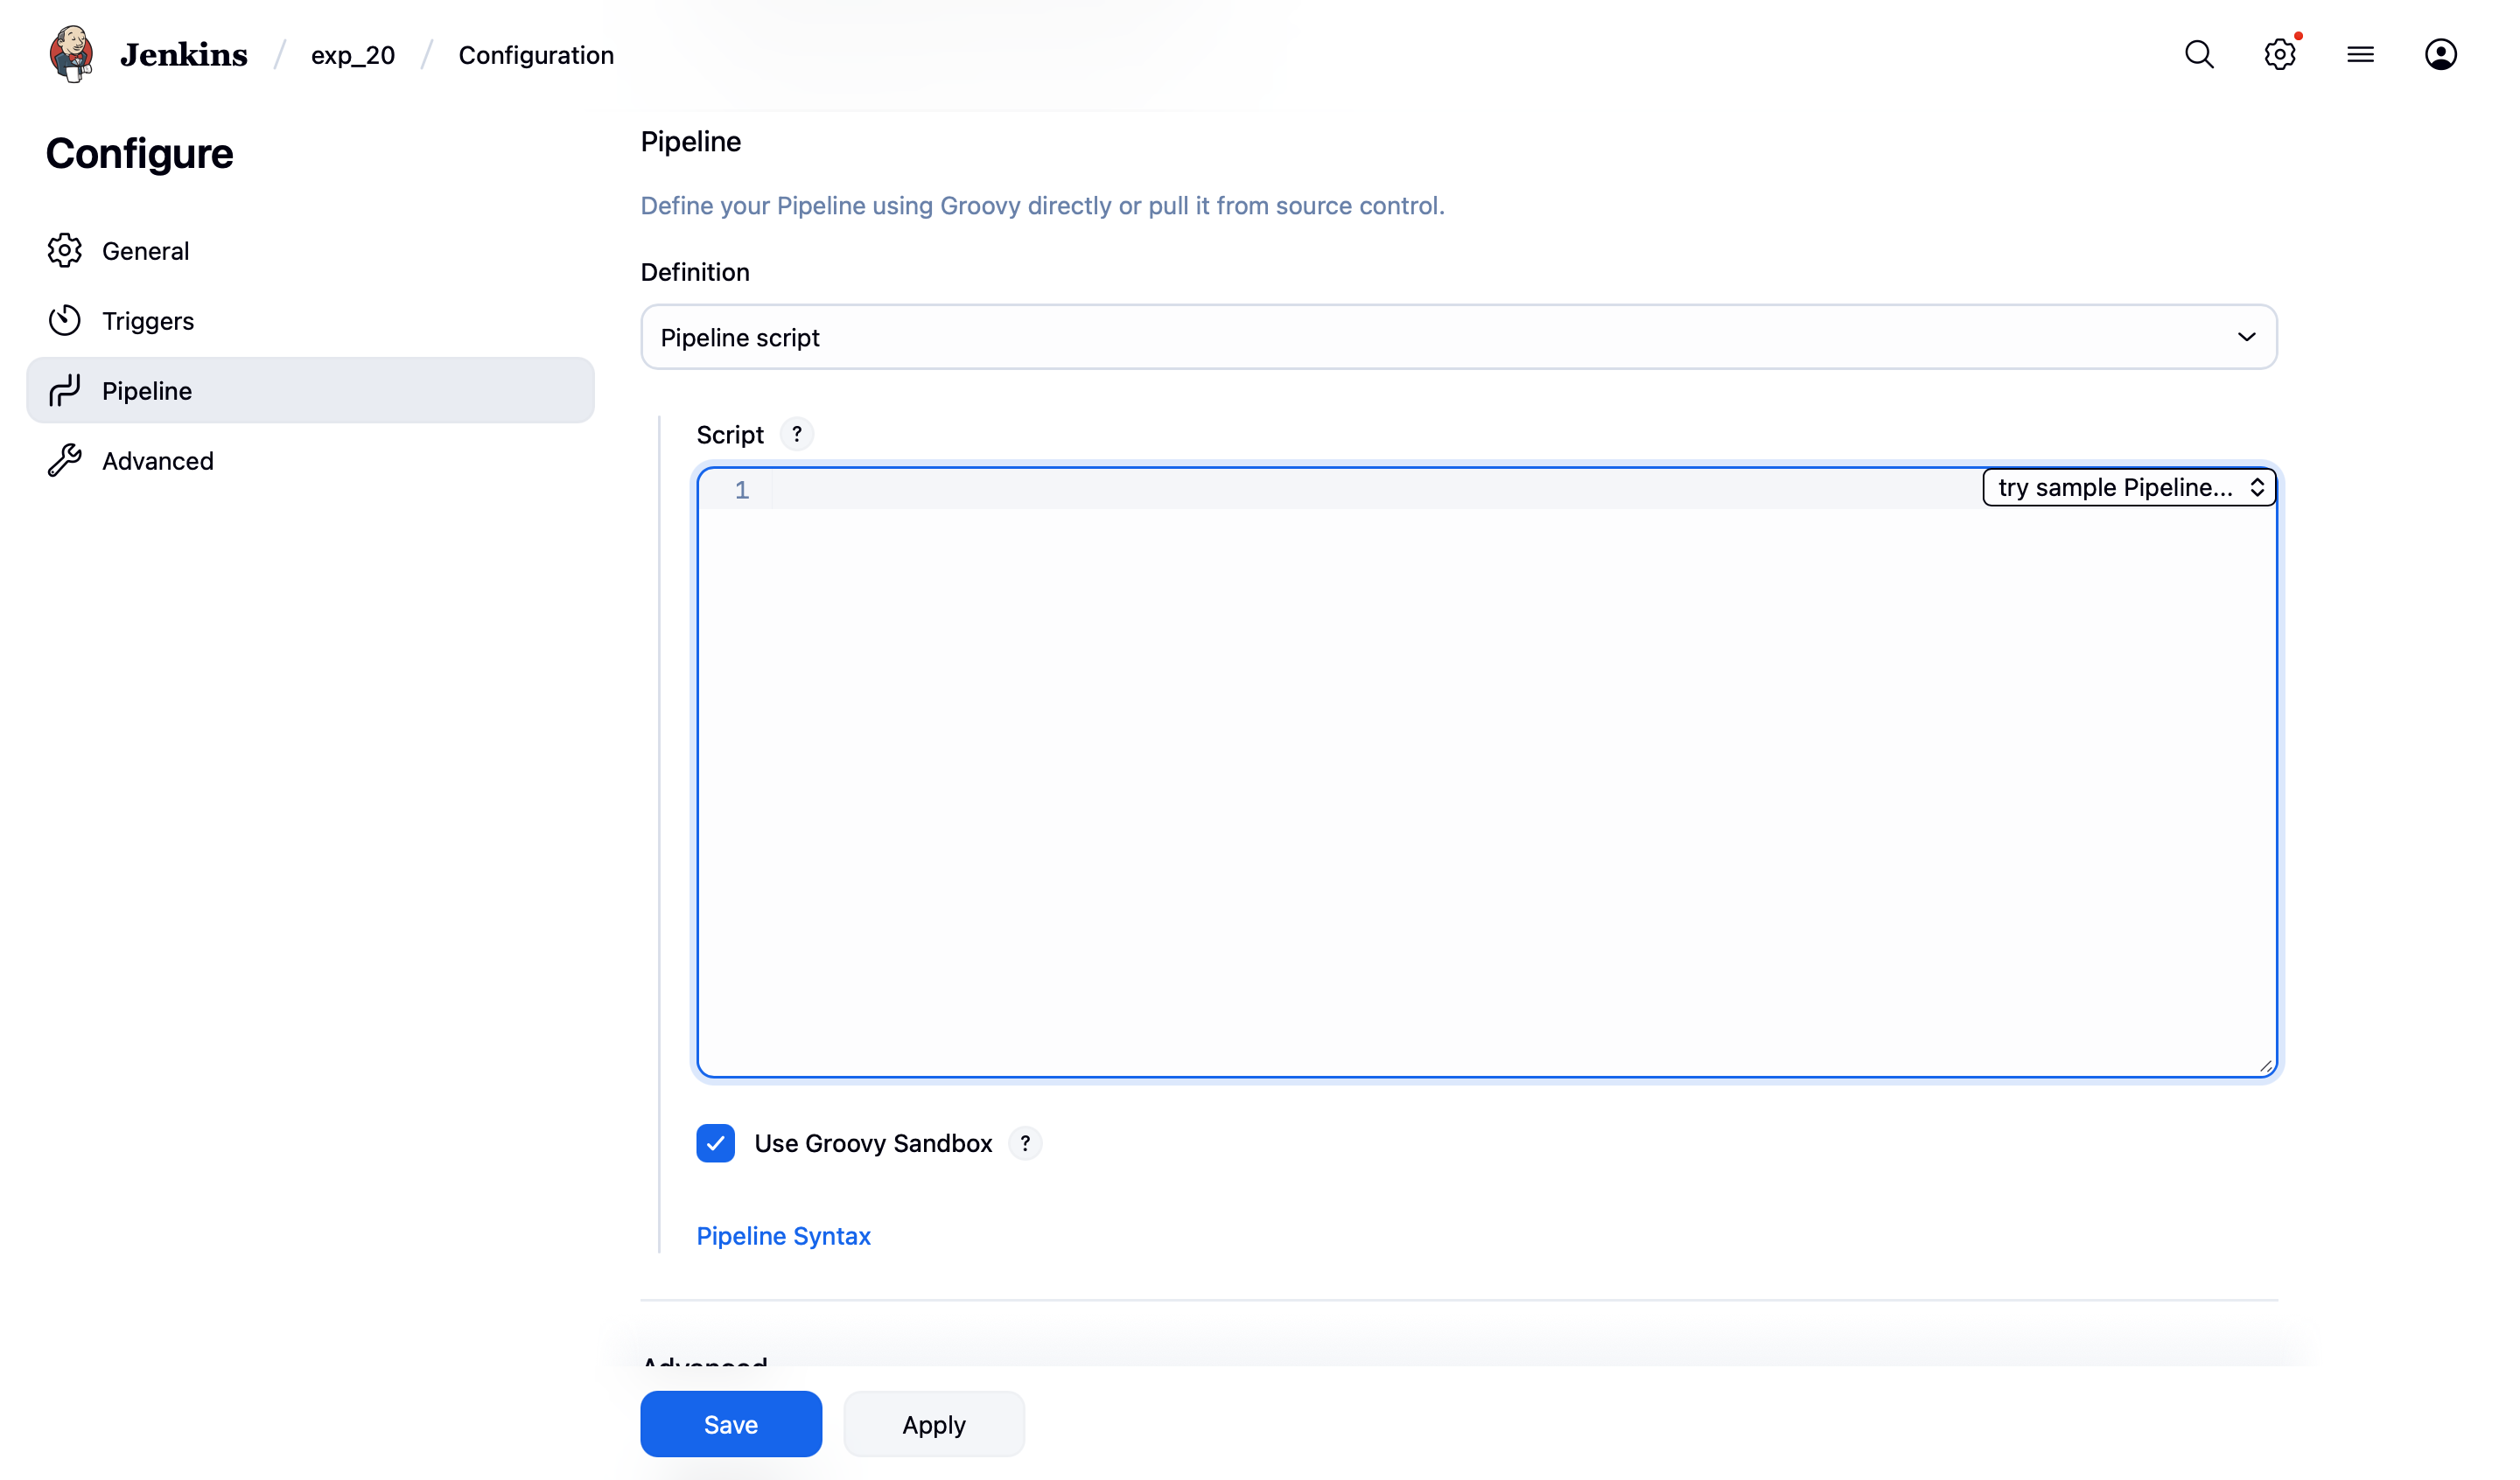 Jenkins / exp_20 / Configuration
Configure
General
Triggers
Pipeline
Advanced
Pipeline
Define your Pipeline using Groovy directly or pull it from source control.
Definition
Pipeline script
Script ?
1
try sample Pipeline...
Use Groovy Sandbox ?
Pipeline Syntax
Advanced
Save
Apply